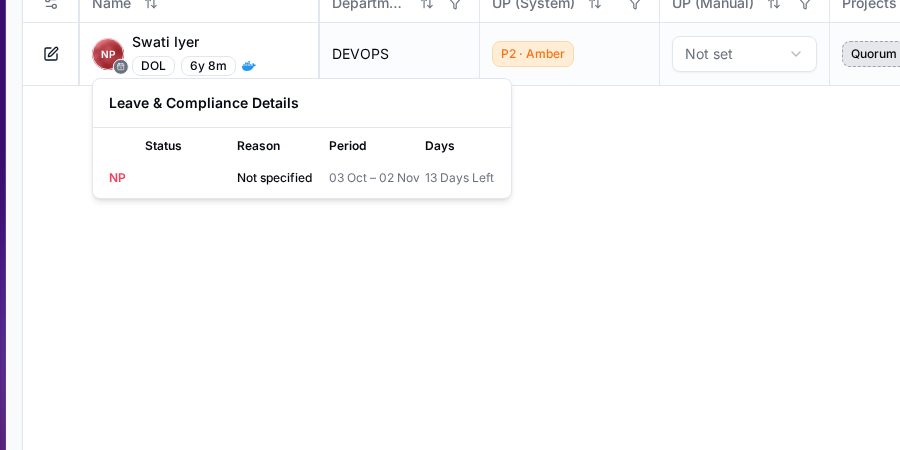 Name Departm... UP (System) UP (Manual) Projects
Swati Iyer
NP DOL 6y 8m DEVOPS P2 · Amber Not set Quorum
Leave & Compliance Details
Status Reason Period Days
NP Not specified 03 Oct – 02 Nov 13 Days Left